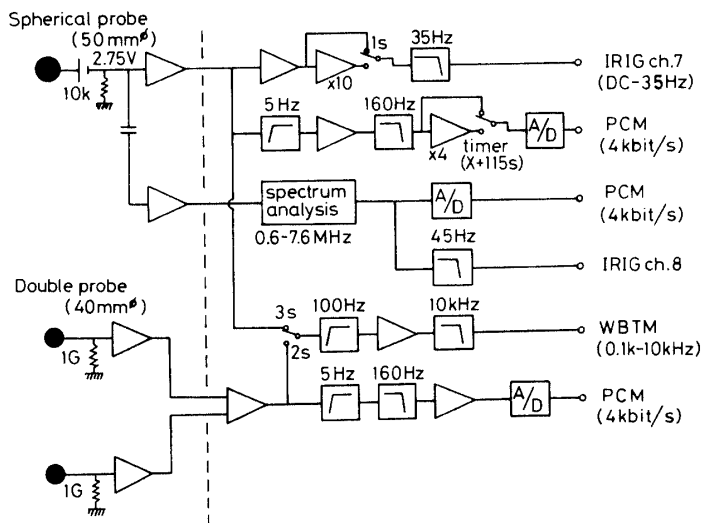 Spherical probe
(50mmφ)
2.75V
10k
x10
1s
35Hz
IRIG ch.7
(DC-35Hz)
5Hz
160Hz
x4
timer
(X+115s)
A/D
PCM
(4kbit/s)
spectrum
analysis
0.6-7.6MHz
A/D
PCM
(4kbit/s)
45Hz
IRIG ch.8
Double probe
(40mmφ)
1G
3s
2s
100Hz
10kHz
WBTM
(0.1k-10kHz)
5Hz
160Hz
A/D
PCM
(4kbit/s)
1G